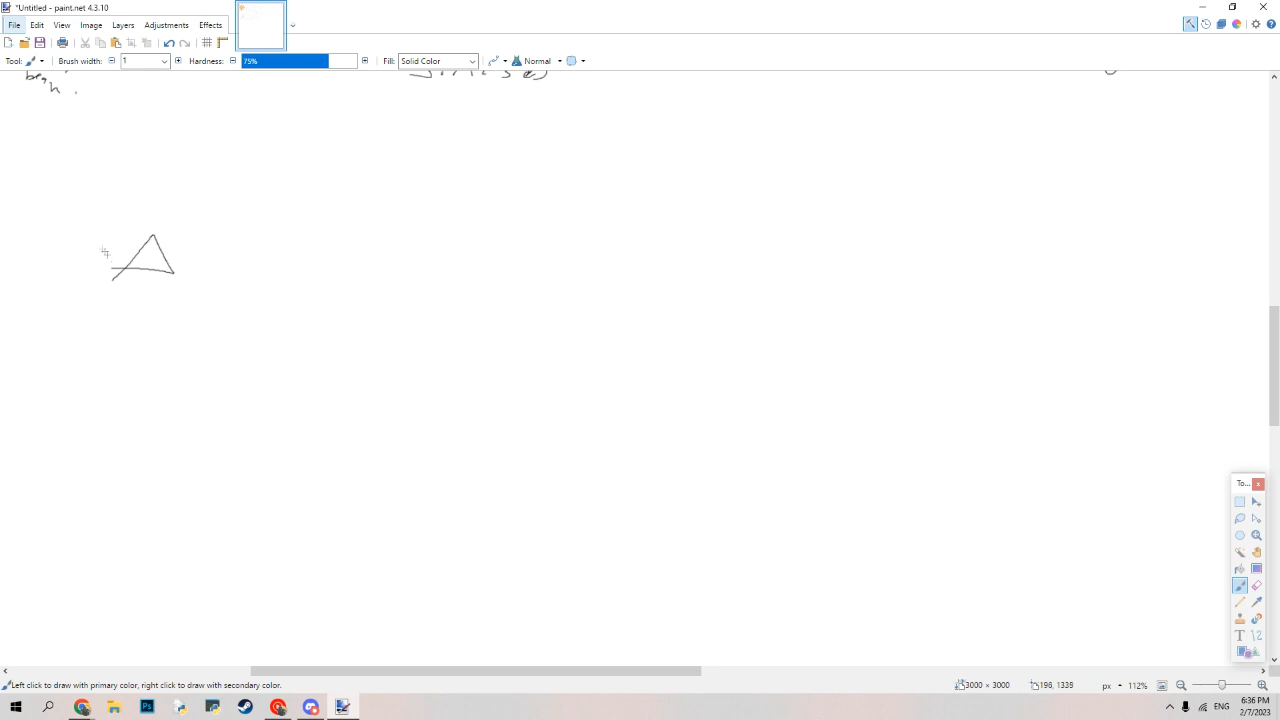 *Untitled - paint.net 4.3.10
File Edit View Image Layers Adjustments Effects
Tool: Brush width: 1 Hardness: 75% Fill: Solid Color Normal
To...
Left click to draw with primary color, right click to draw with secondary color.
3000 × 3000
198, 1339
px
112%
ENG
6:36 PM
2/7/2023